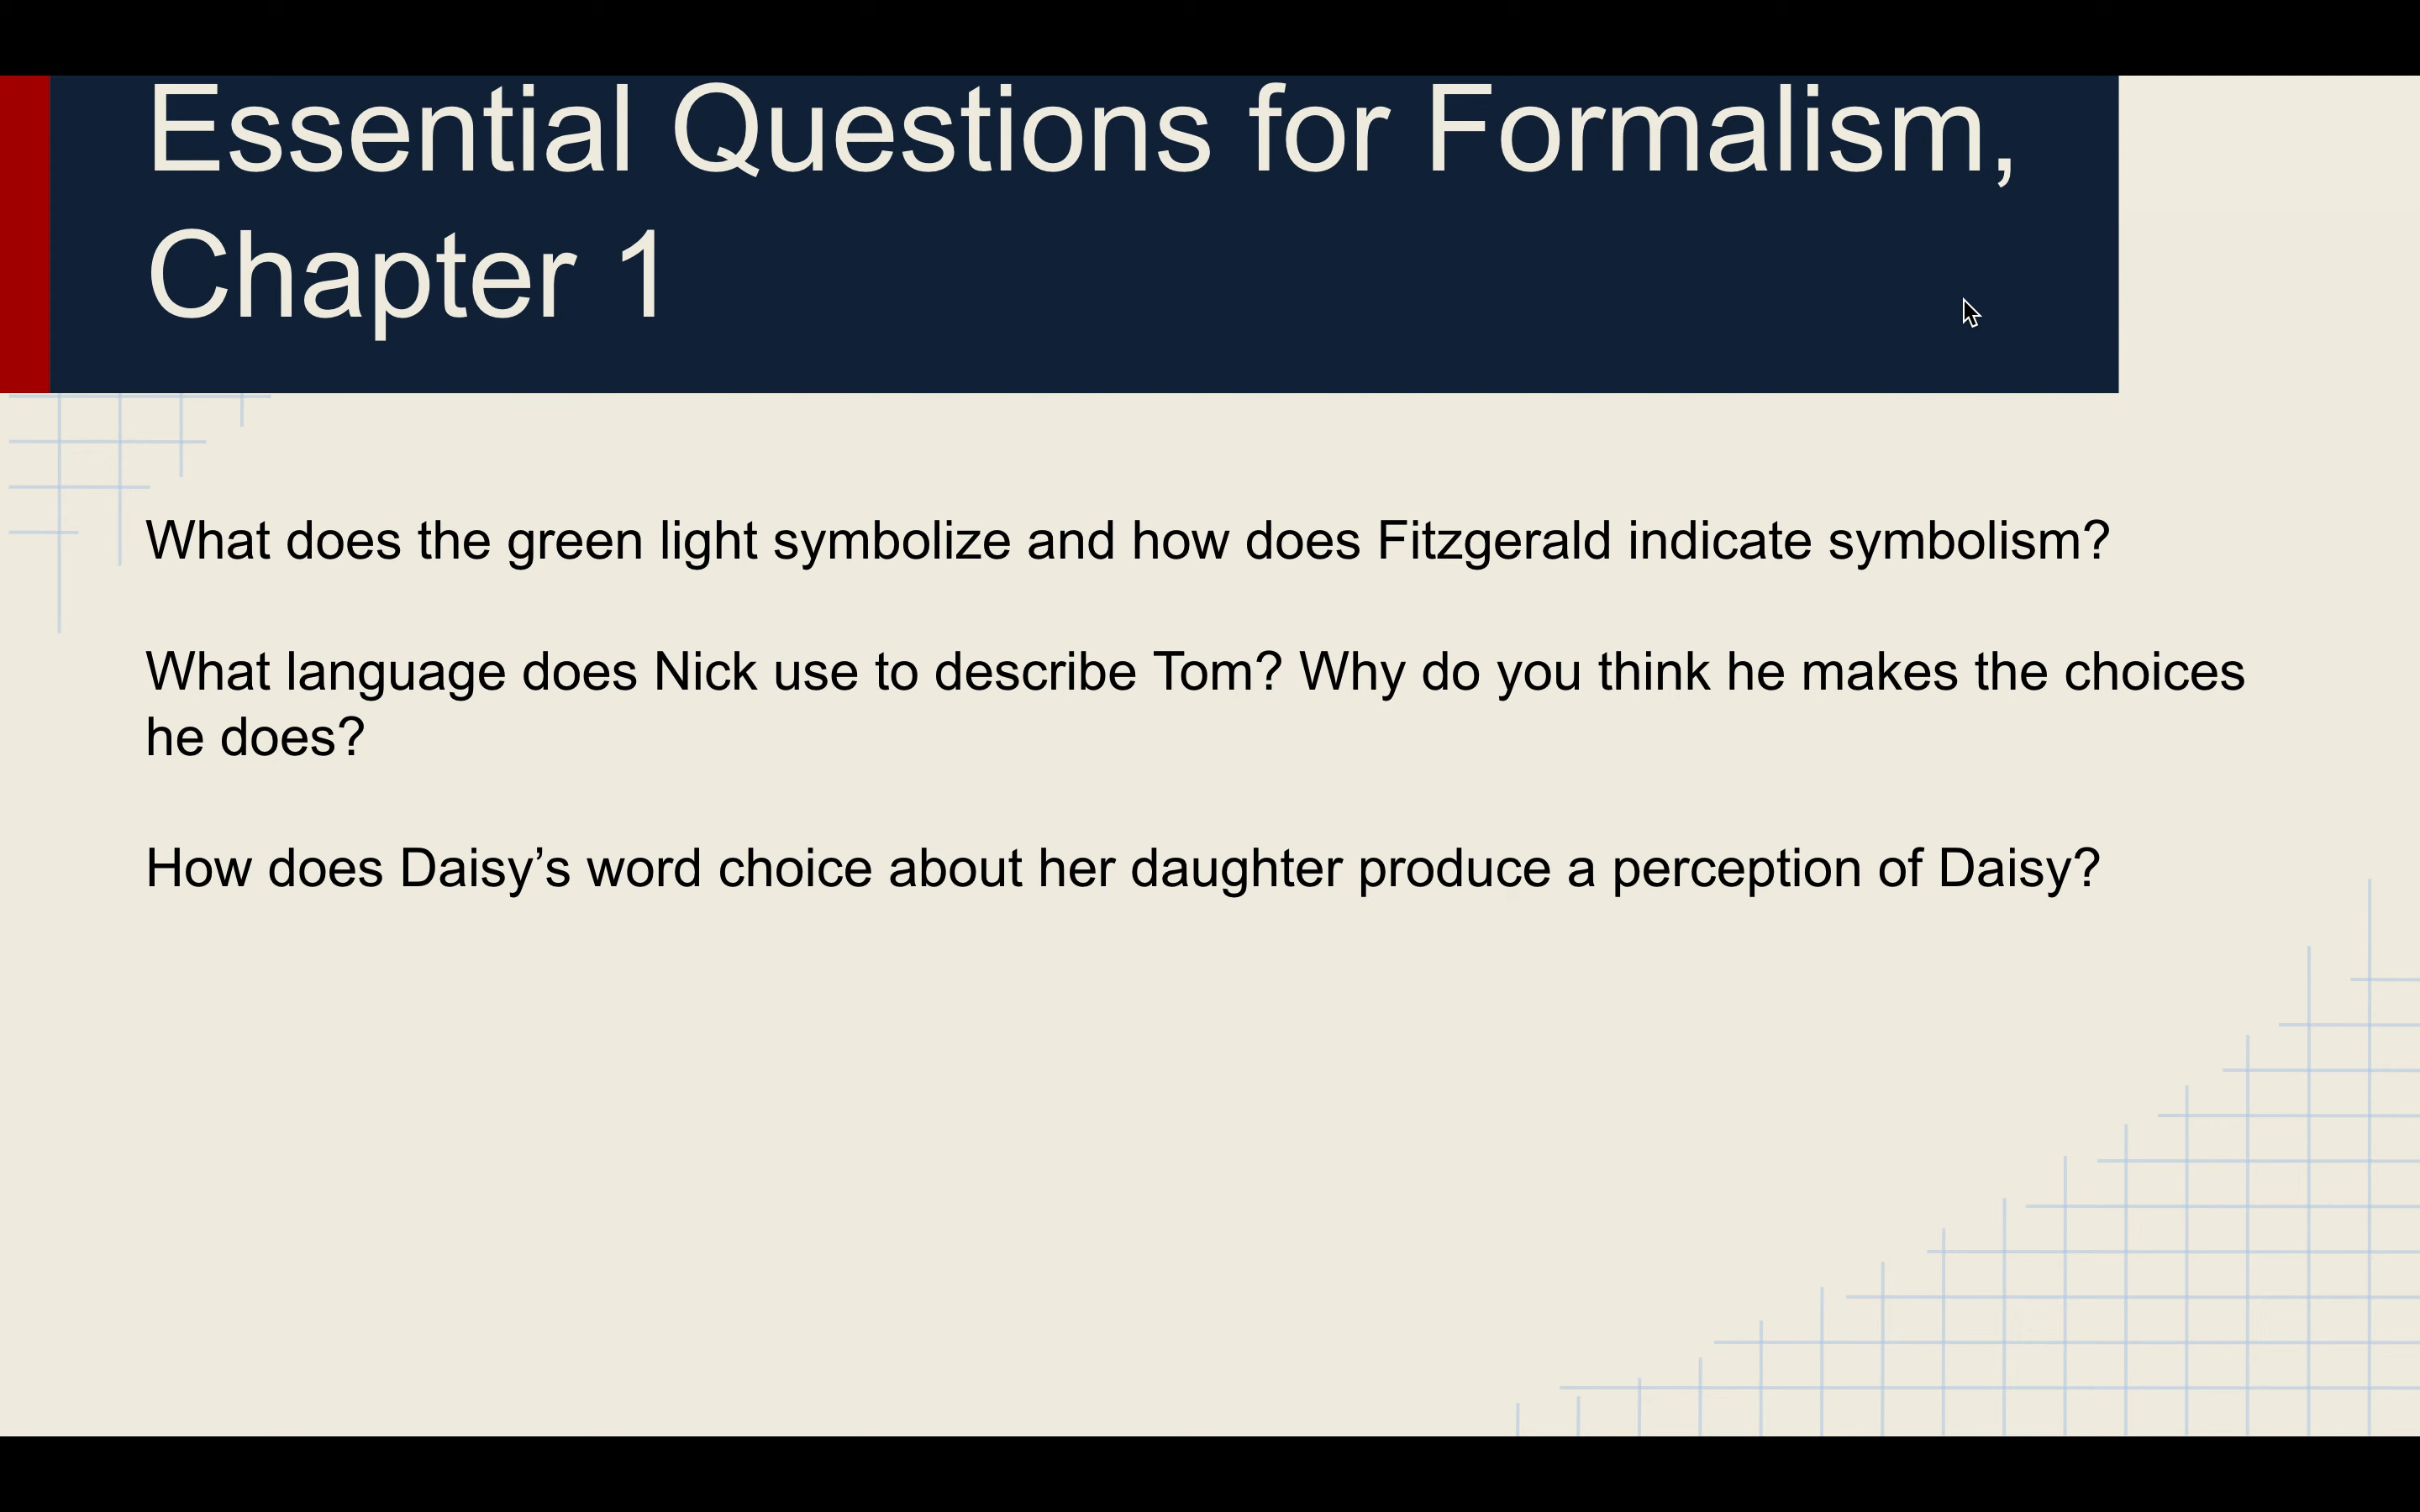 Essential Questions for Formalism,
Chapter 1
What does the green light symbolize and how does Fitzgerald indicate symbolism?
What language does Nick use to describe Tom? Why do you think he makes the choices
he does?
How does Daisy’s word choice about her daughter produce a perception of Daisy?